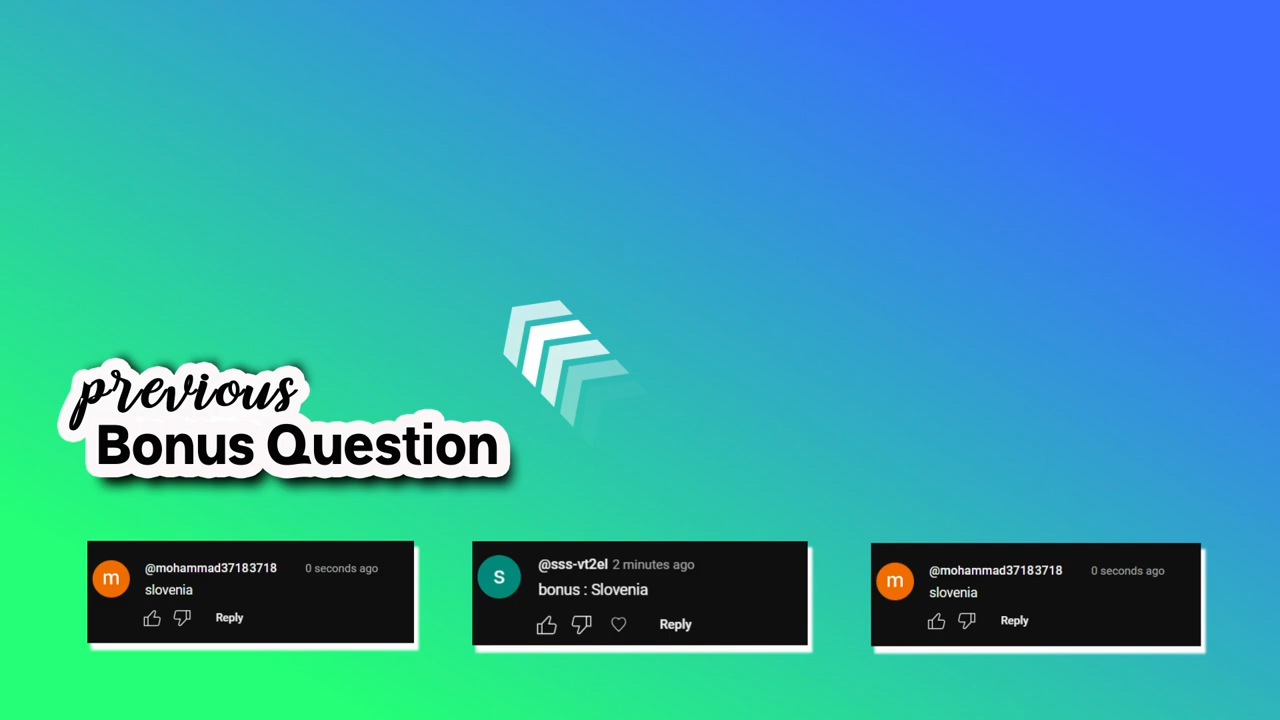 previous
Bonus Question
@mohammad37183718 0 seconds ago
slovenia
Reply
@sss-vt2el 2 minutes ago
bonus : Slovenia
Reply
@mohammad37183718 0 seconds ago
slovenia
Reply
m
S
m